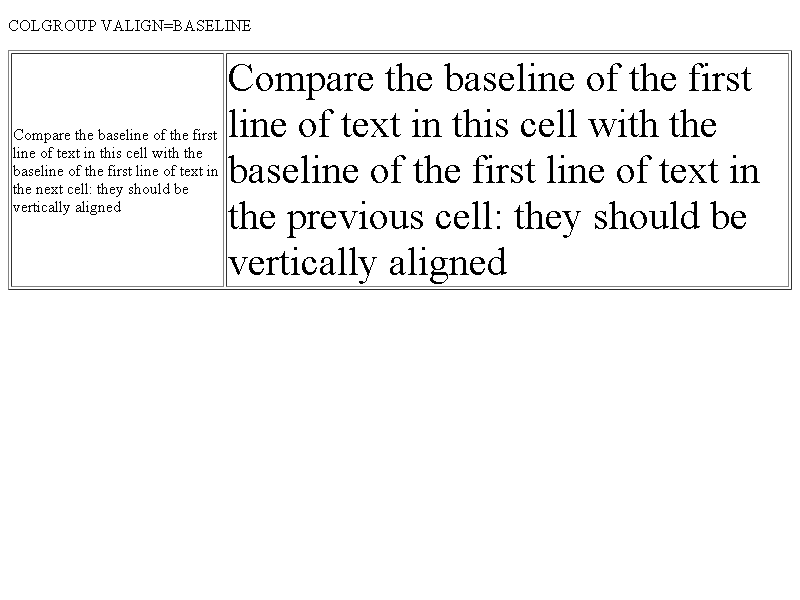 COLGROUP VALIGN=BASELINE
Compare the baseline of the first
line of text in this cell with the
baseline of the first line of text in
the next cell: they should be
vertically aligned
Compare the baseline of the first
line of text in this cell with the
baseline of the first line of text in
the previous cell: they should be
vertically aligned